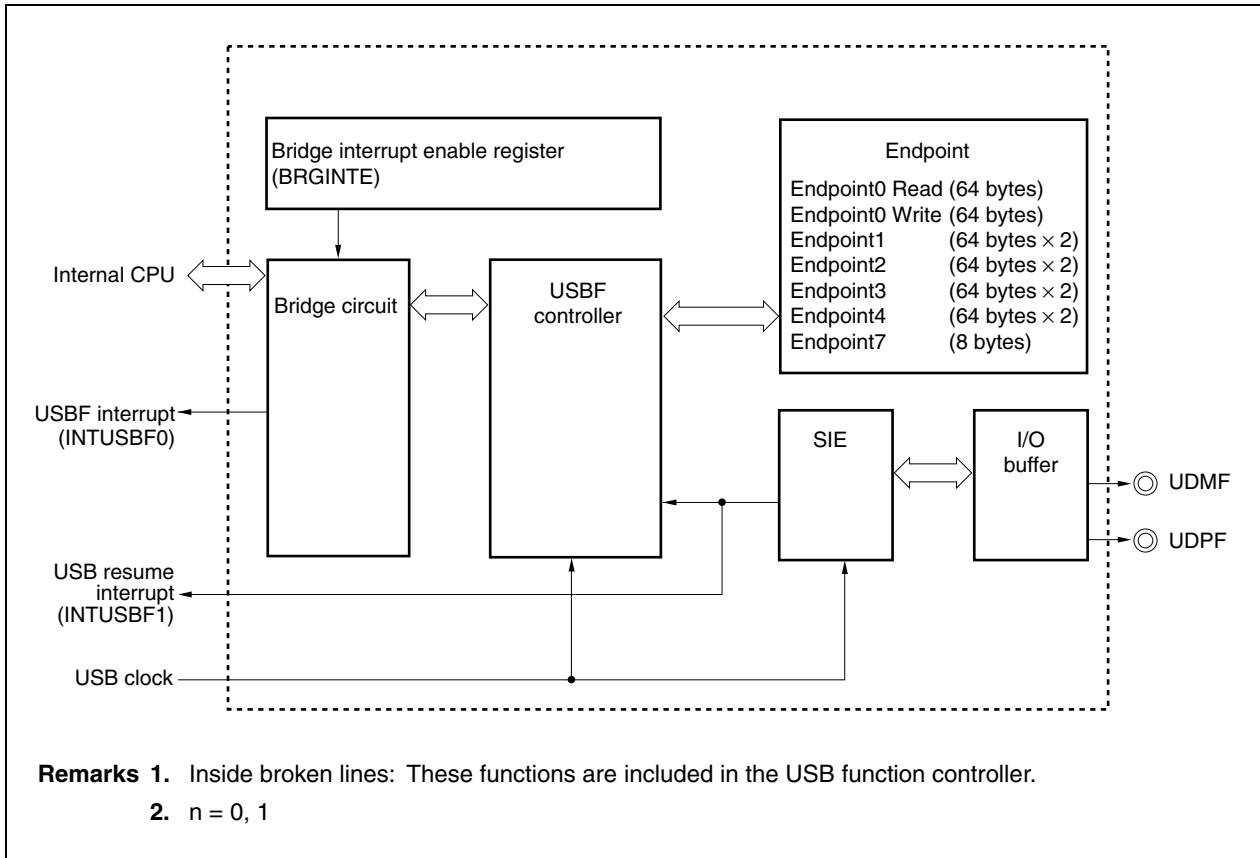 Bridge interrupt enable register
(BRGINTE)
Endpoint
Endpoint0 Read (64 bytes)
Endpoint0 Write (64 bytes)
Endpoint1 (64 bytes × 2)
Endpoint2 (64 bytes × 2)
Endpoint3 (64 bytes × 2)
Endpoint4 (64 bytes × 2)
Endpoint7 (8 bytes)
Internal CPU
Bridge circuit
USBF
controller
USBF interrupt
(INTUSBF0)
SIE
I/O
buffer
UDMF
UDPF
USB resume
interrupt
(INTUSBF1)
USB clock
Remarks 1. Inside broken lines: These functions are included in the USB function controller.
2. n = 0, 1